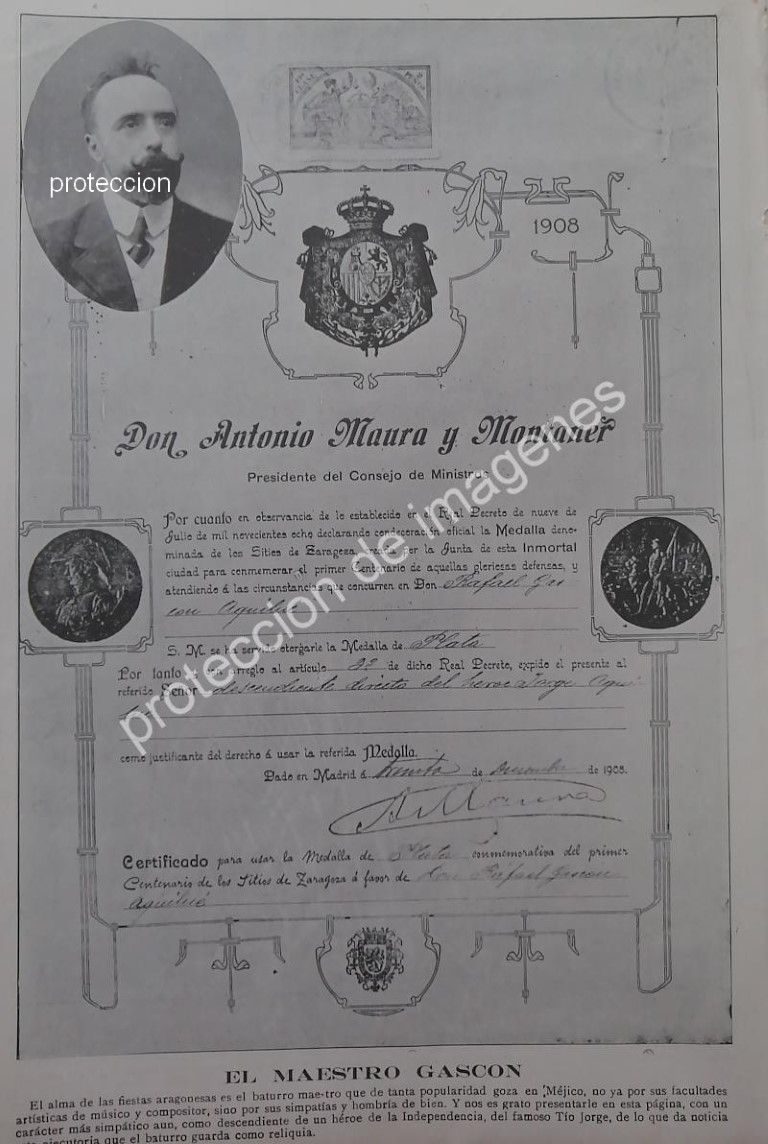 proteccion
1908
Don Antonio Maura y Montaner
Presidente del Consejo de Ministros
Por cuanto en observancia de lo establecido en el Real Decreto de nueve de
Julio de mil novecientos ocho declarando condecoración oficial la Medalla deno-
minada de los Sitios de Zaragoza, creada por la Junta de esta Inmortal
ciudad para conmemorar el primer Centenario de aquellas gloriosas defensas, y
atendiendo á las circunstancias que concurren en Don Rafael Gas
con Aquilué
S. M. se ha servido otorgarle la Medalla de Plata
Por tanto y con arreglo al artículo 22 de dicho Real Decreto, expido el presente al
referido Señor descendiente directo del heroe Jorge Aqui-
lué
como justificante del derecho á usar la referida Medalla.
Dado en Madrid á treinta de de 1908.
Certificado para usar la Medalla de Plata conmemorativa del primer
Centenario de los Sitios de Zaragoza á favor de Don Rafael Gascon
Aquilué
proteccion de imagenes
EL MAESTRO GASCON
El alma de las fiestas aragonesas es el baturro mae-tro que de tanta popularidad goza en Méjico, no ya por sus facultades
artísticas de músico y compositor, sino por sus simpatías y hombría de bien. Y nos es grato presentarle en esta página, con un
carácter más simpático aun, como descendiente de un héroe de la Independencia, del famoso Tío Jorge, de lo que da noticia
ejecutoria que el baturro guarda como reliquia.